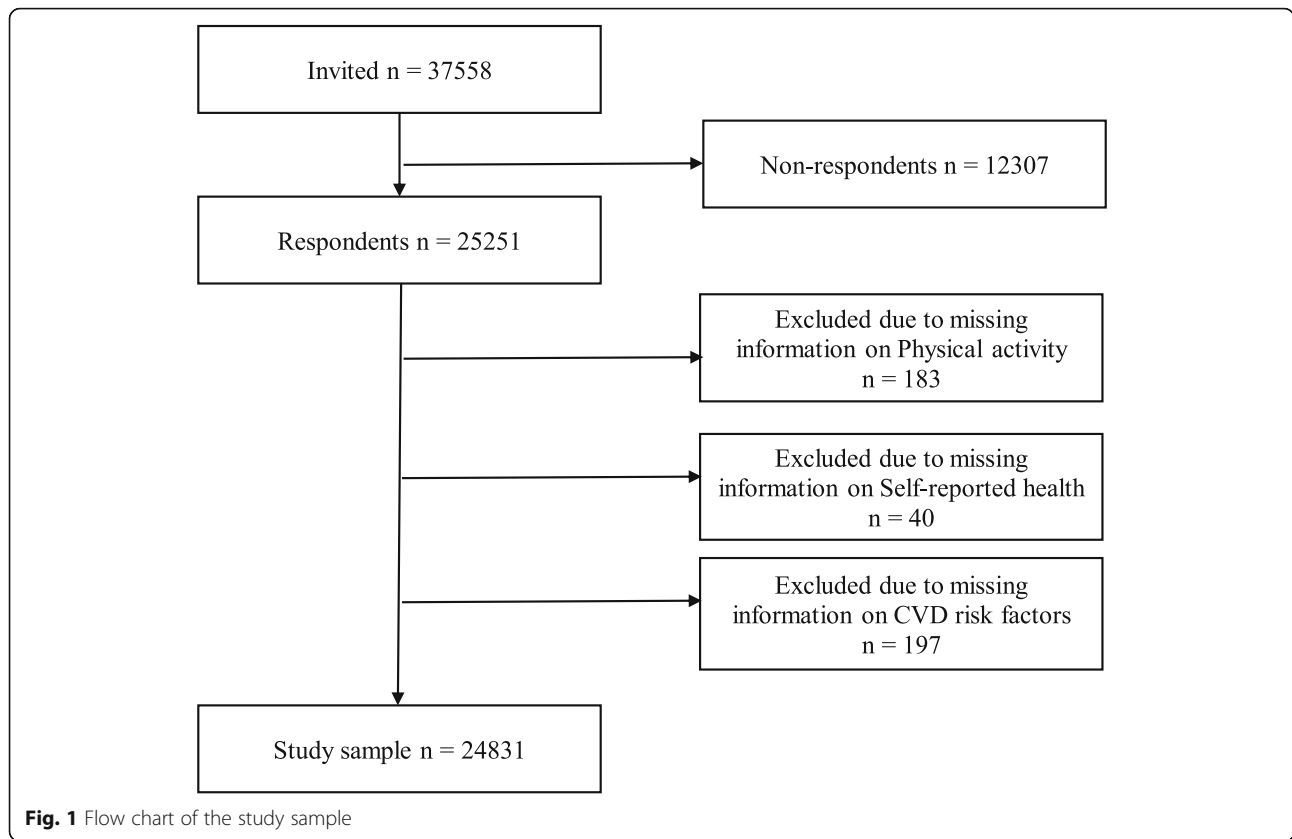 Invited n = 37558
Non-respondents n = 12307
Respondents n = 25251
Excluded due to missing
information on Physical activity
n = 183
Excluded due to missing
information on Self-reported health
n = 40
Excluded due to missing
information on CVD risk factors
n = 197
Study sample n = 24831
Fig. 1 Flow chart of the study sample